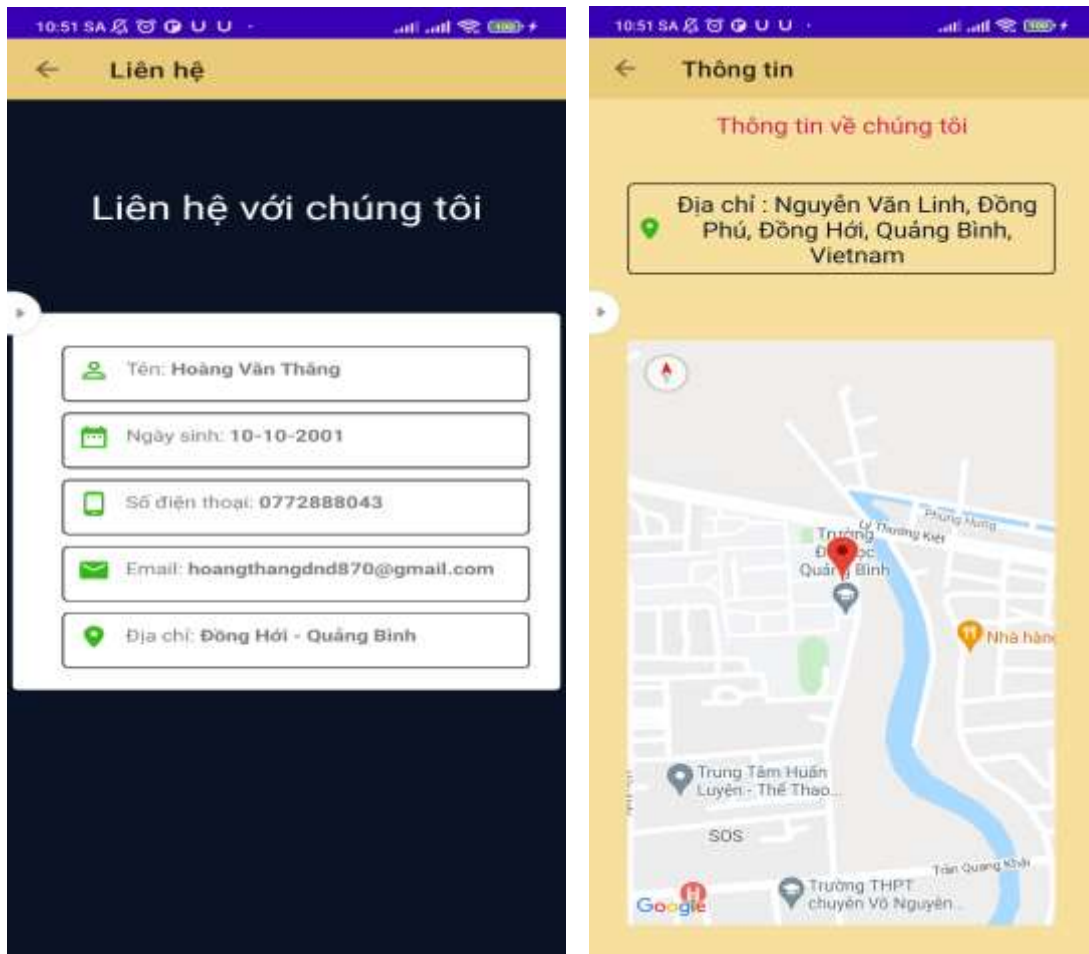 10:51 SA
Liên hệ
Liên hệ với chúng tôi
Tên: Hoàng Văn Thăng
Ngày sinh: 10-10-2001
Số điện thoại: 0772888043
Email: hoangthangdnd870@gmail.com
Địa chỉ: Đồng Hới - Quảng Bình
10:51 SA
Thông tin
Thông tin về chúng tôi
Địa chỉ : Nguyễn Văn Linh, Đồng
Phú, Đồng Hới, Quảng Bình,
Vietnam
Phùng Hưng
Lý Thường Kiệt
Trường
Quảng Bình
Nhà hàng
Trung Tâm Huấn
Luyện - Thể Thao...
SOS
Trần Quang Khải
Trường THPT
chuyên Võ Nguyên...
Google